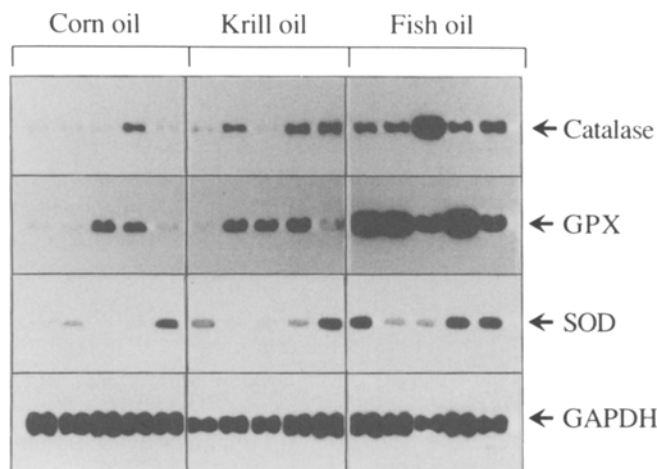 Corn oil Krill oil Fish oil
← Catalase
← GPX
← SOD
← GAPDH